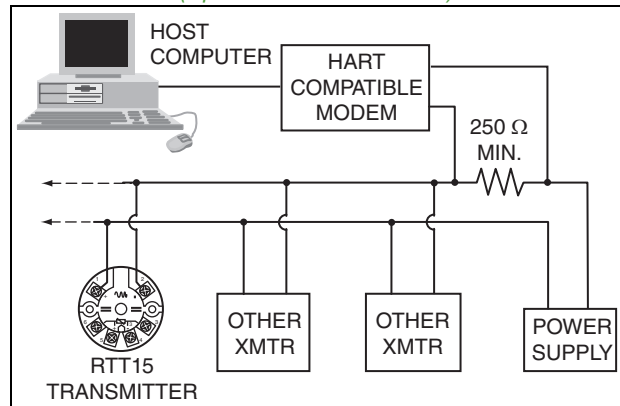 HOST
COMPUTER
HART
COMPATIBLE
MODEM
250 Ω
MIN.
RTT15
TRANSMITTER
OTHER
XMTR
OTHER
XMTR
POWER
SUPPLY